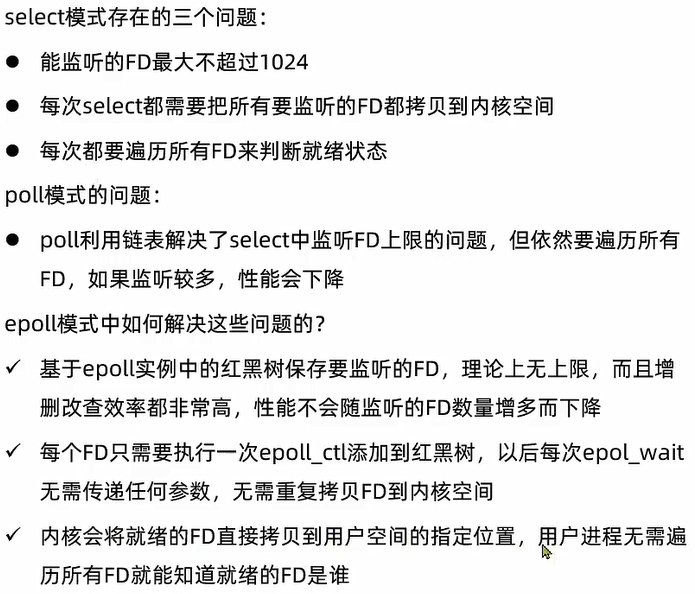 select模式存在的三个问题：
● 能监听的FD最大不超过1024
● 每次select都需要把所有要监听的FD都拷贝到内核空间
● 每次都要遍历所有FD来判断就绪状态
poll模式的问题：
● poll利用链表解决了select中监听FD上限的问题，但依然要遍历所有
FD，如果监听较多，性能会下降
epoll模式中如何解决这些问题的？
✓ 基于epoll实例中的红黑树保存要监听的FD，理论上无上限，而且增
删改查效率都非常高，性能不会随监听的FD数量增多而下降
✓ 每个FD只需要执行一次epoll_ctl添加到红黑树，以后每次epol_wait
无需传递任何参数，无需重复拷贝FD到内核空间
✓ 内核会将就绪的FD直接拷贝到用户空间的指定位置，用户进程无需遍
历所有FD就能知道就绪的FD是谁